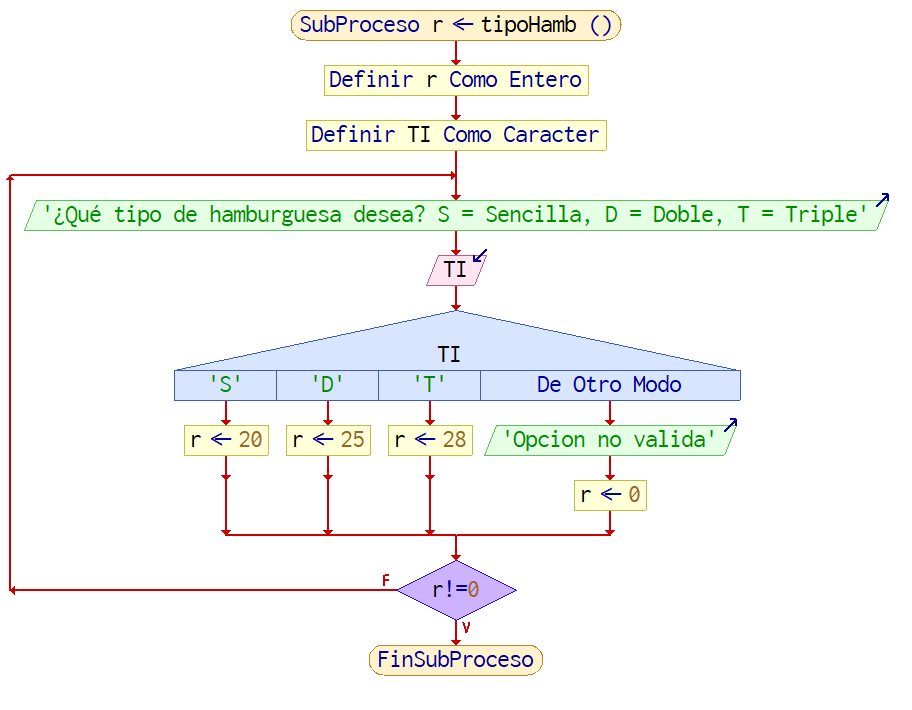 SubProceso r ← tipoHamb ()
Definir r Como Entero
Definir TI Como Caracter
'¿Qué tipo de hamburguesa desea? S = Sencilla, D = Doble, T = Triple'
TI
TI
'S' 'D' 'T' De Otro Modo
r ← 20 r ← 25 r ← 28 'Opcion no valida'
r ← 0
F r!=0
V
FinSubProceso